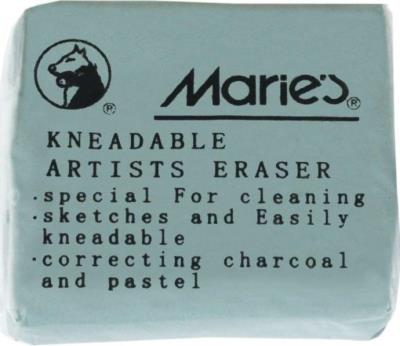 Marie's®
®
KNEADABLE
ARTISTS ERASER
·special For cleaning
·sketches and Easily
kneadable
·correcting charcoal
and pastel